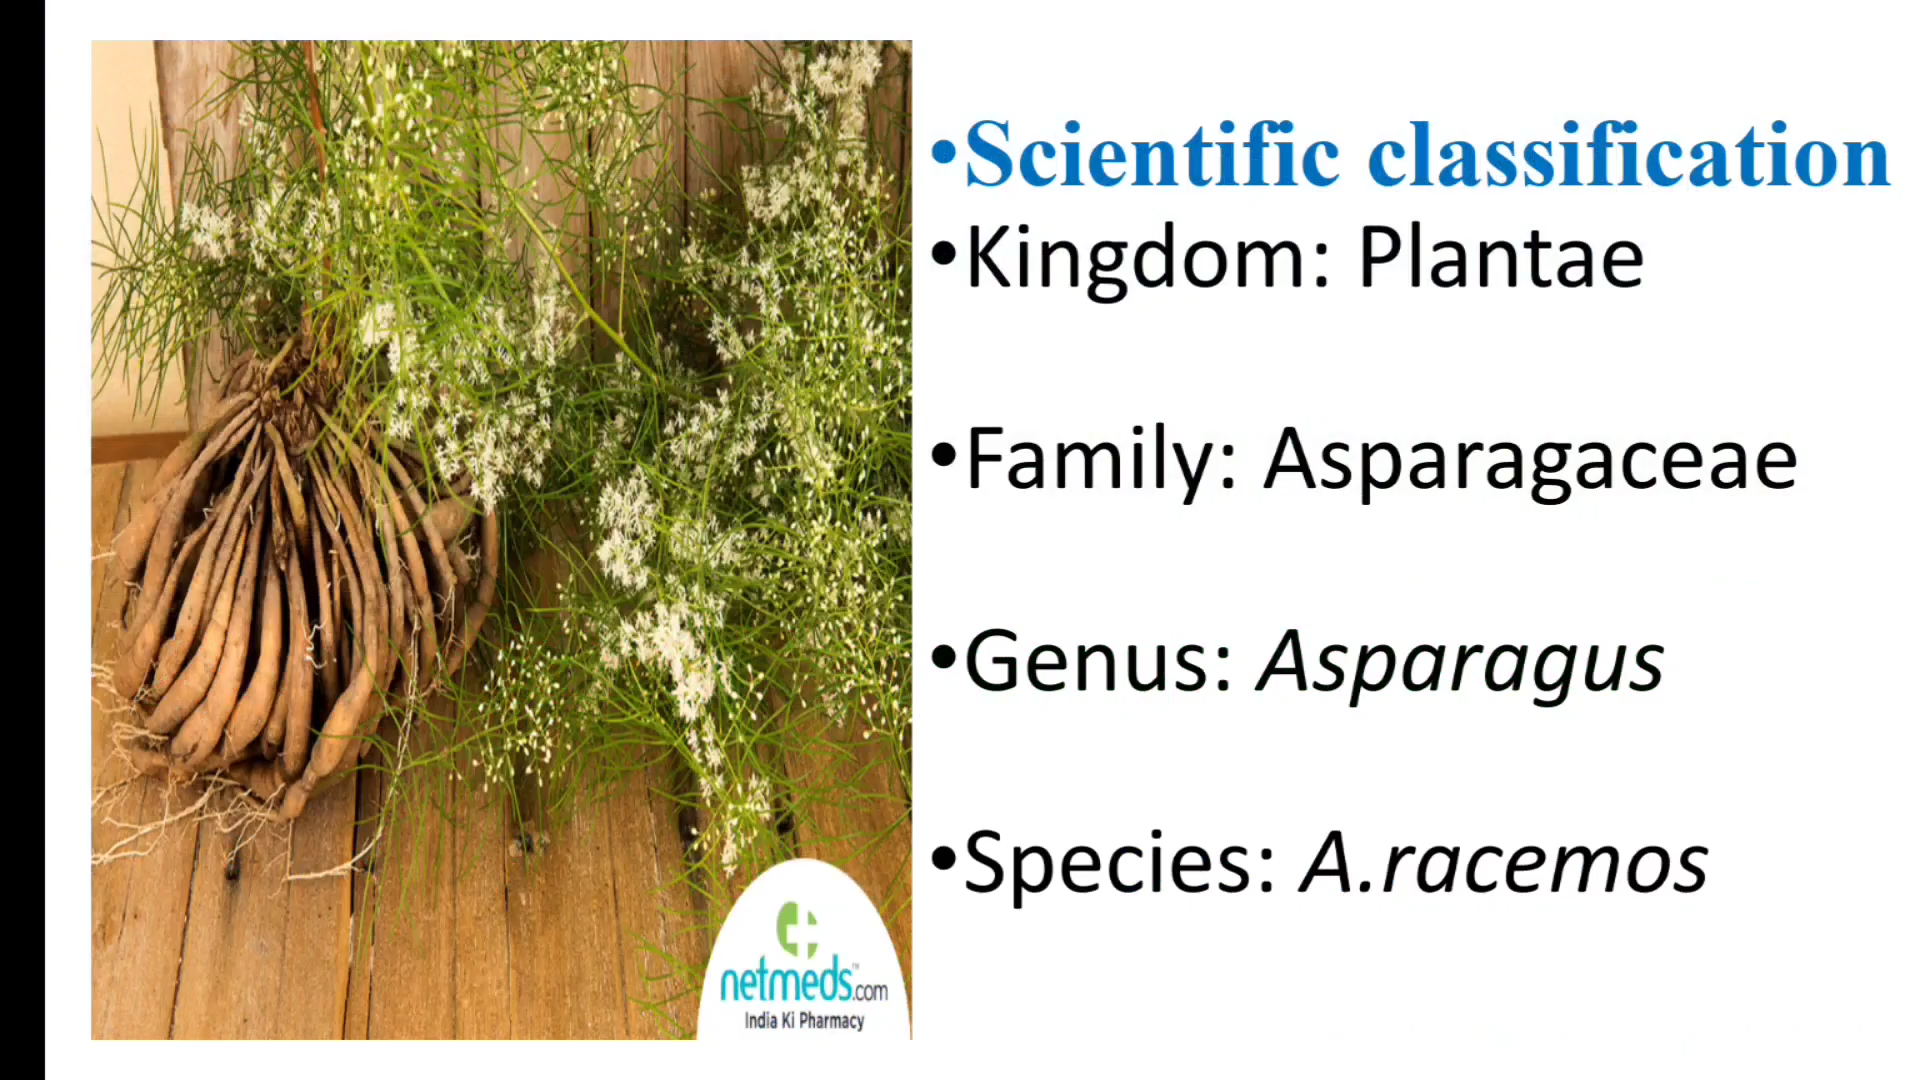 •Scientific classification
•Kingdom: Plantae
•Family: Asparagaceae
•Genus: Asparagus
•Species: A.racemos
netmeds.com
India Ki Pharmacy